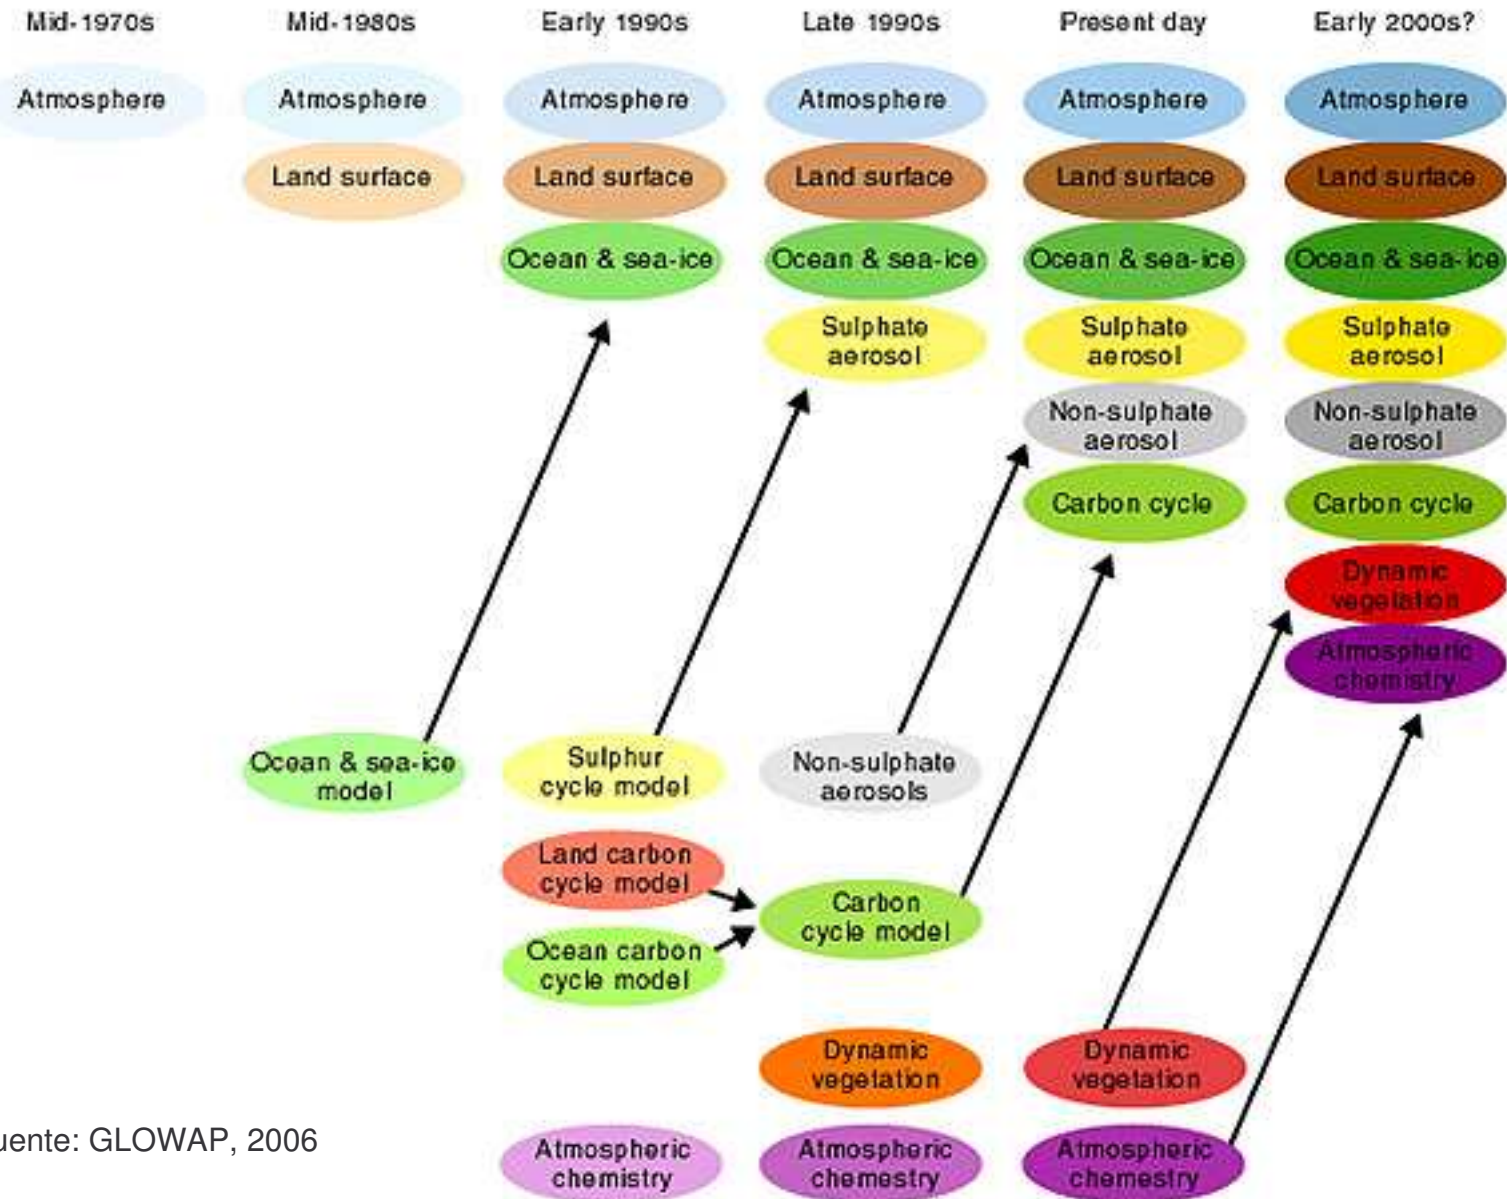 Mid-1970s Mid-1980s Early 1990s Late 1990s Present day Early 2000s?
Atmosphere Atmosphere Atmosphere Atmosphere Atmosphere Atmosphere
Land surface Land surface Land surface Land surface Land surface
Ocean & sea-ice Ocean & sea-ice Ocean & sea-ice Ocean & sea-ice
Sulphate Sulphate Sulphate
aerosol aerosol aerosol
Non-sulphate Non-sulphate
aerosol aerosol
Carbon cycle Carbon cycle
Dynamic
vegetation
Atmospheric
chemistry
Ocean & sea-ice
model
Sulphur
cycle model
Non-sulphate
aerosols
Land carbon
cycle model
Carbon
cycle model
Ocean carbon
cycle model
Dynamic Dynamic
vegetation vegetation
uente: GLOWAP, 2006
Atmospheric Atmospheric Atmospheric
chemistry chemestry chemestry